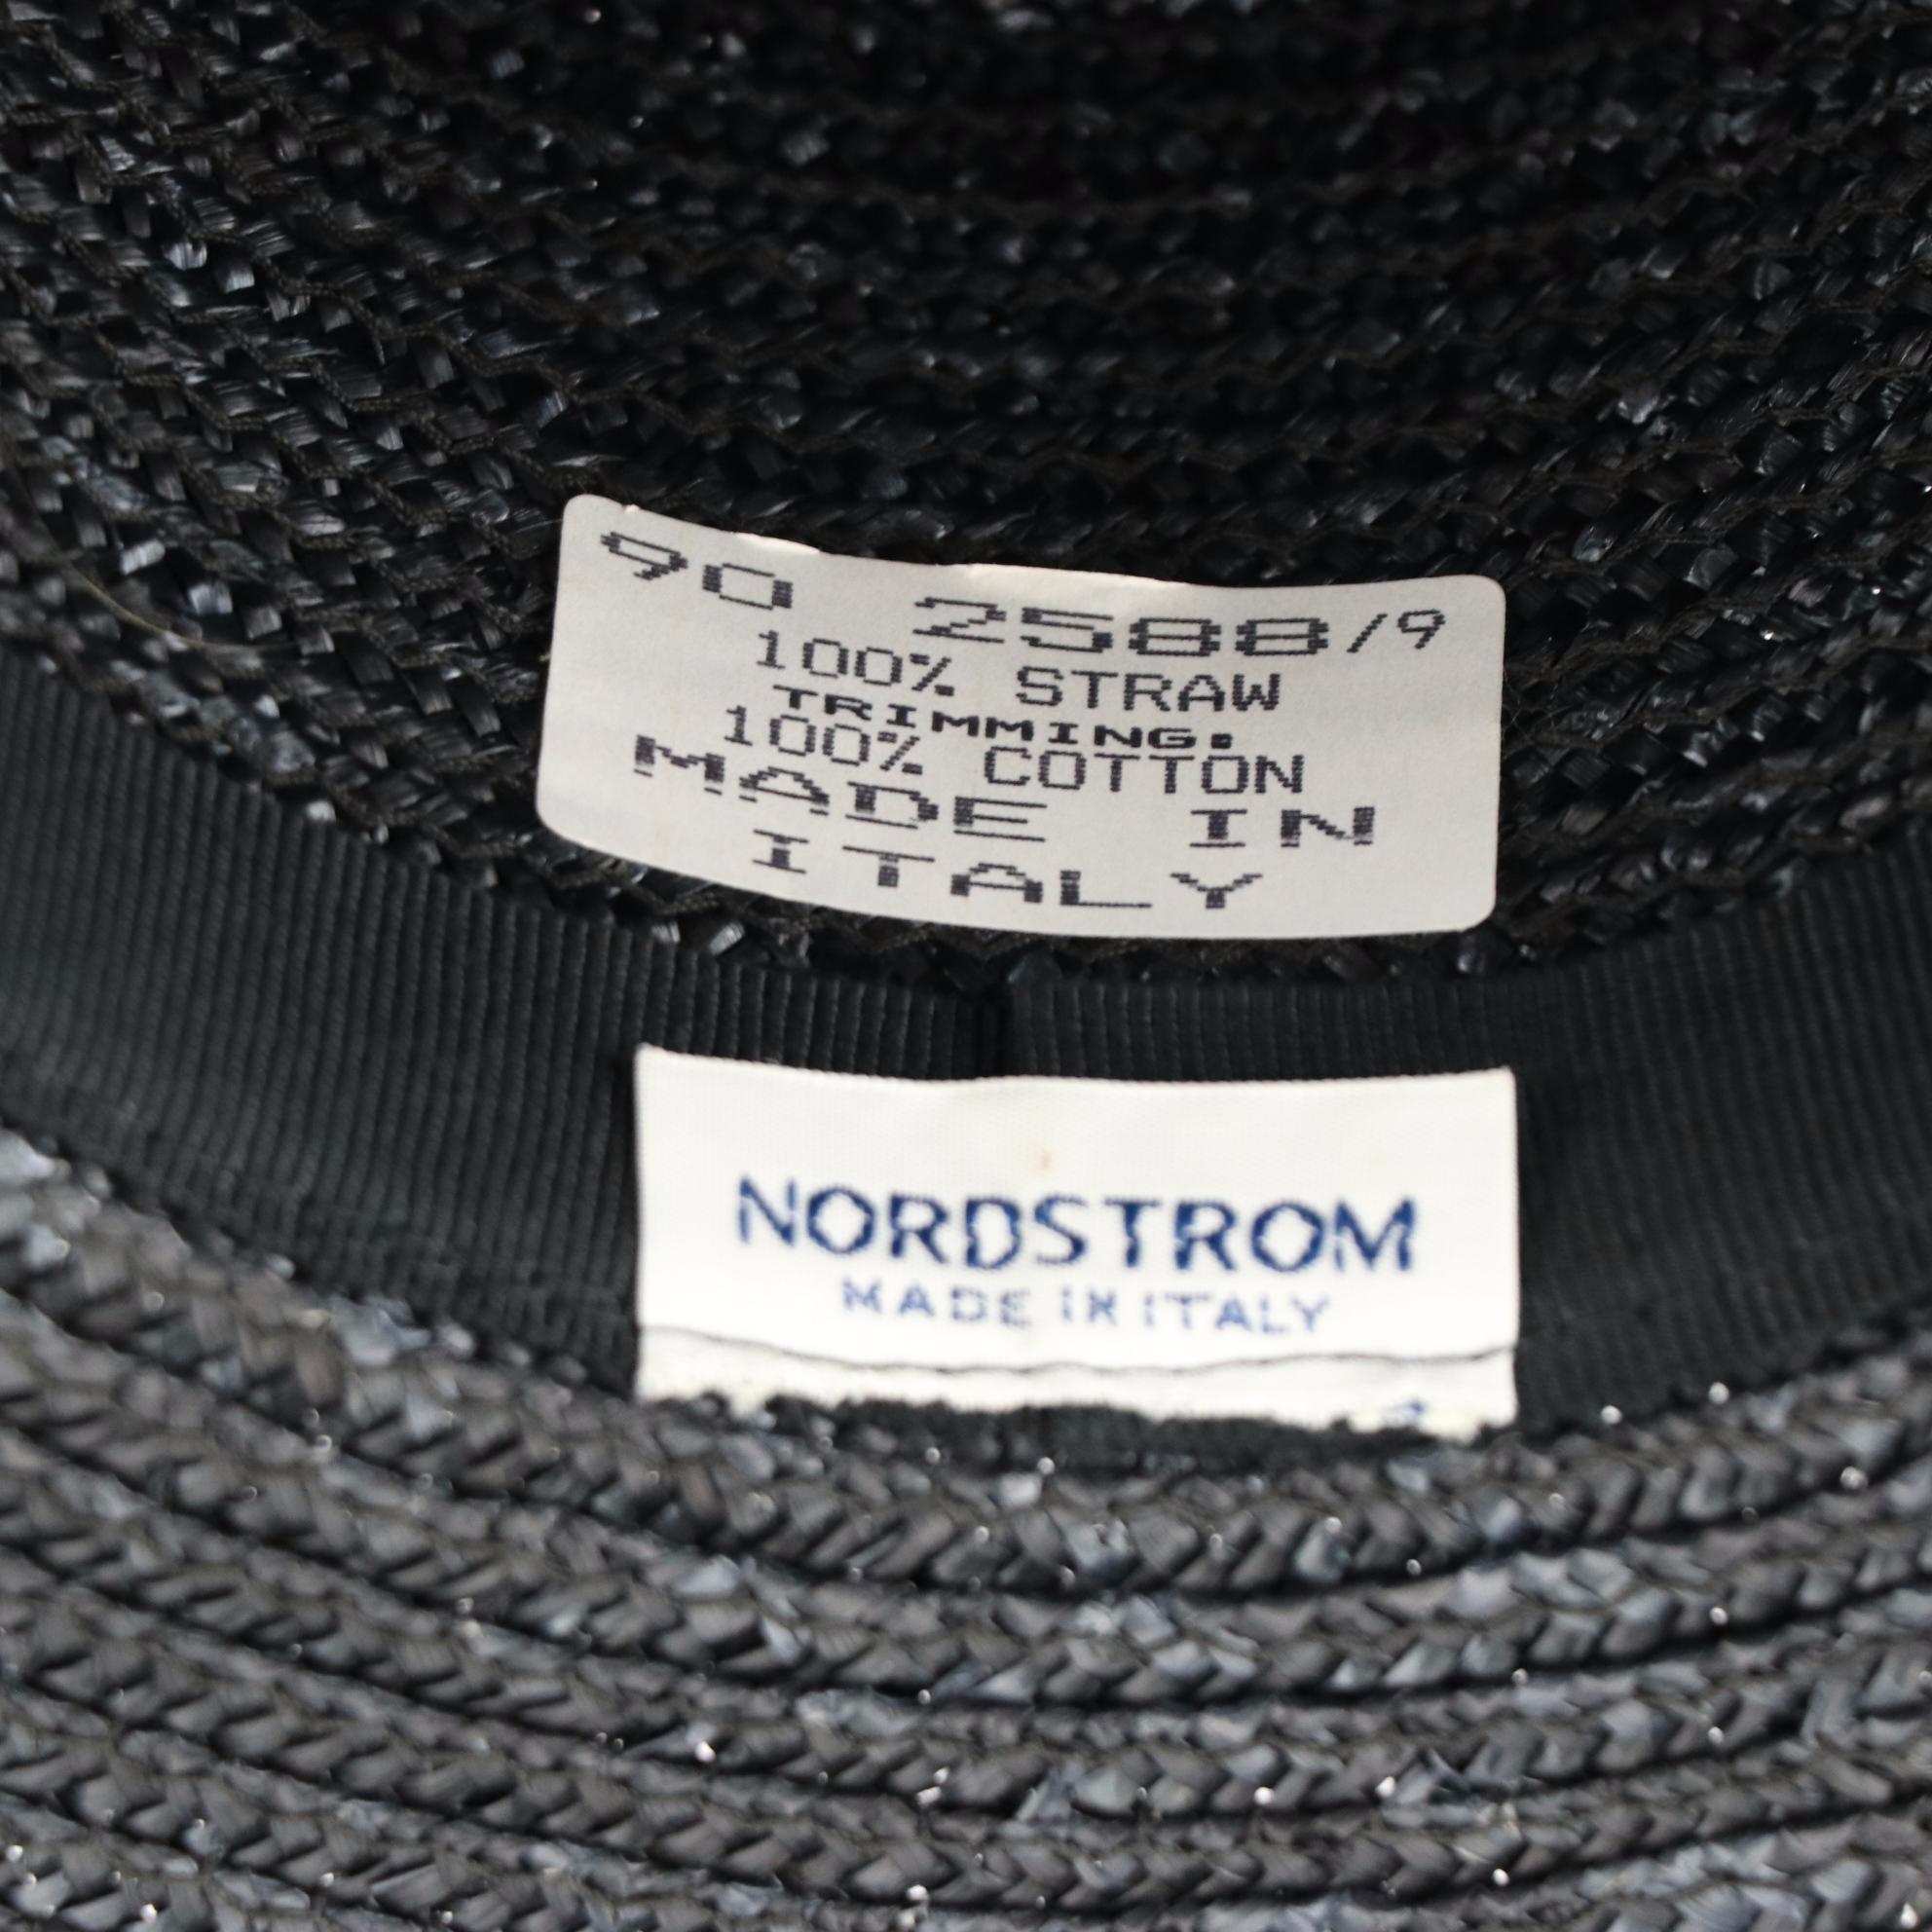 90 2588/9
100% STRAW
TRIMMING.
100% COTTON
MADE IN
ITALY
NORDSTROM
MADE IN ITALY